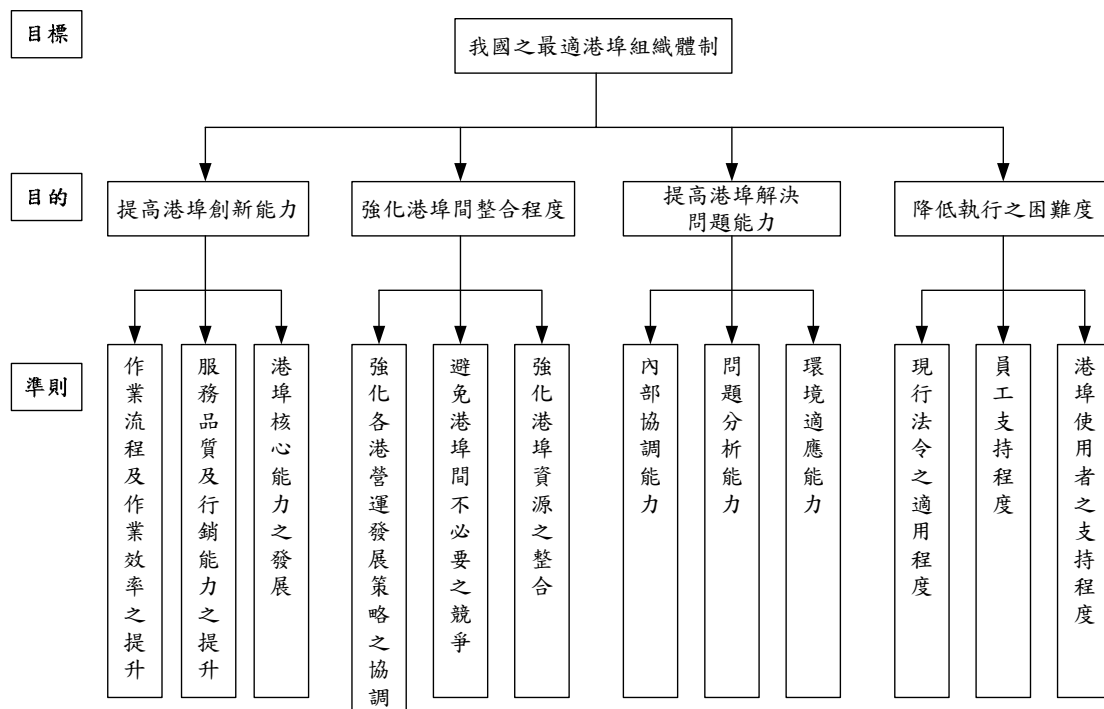 目標
我國之最適港埠組織體制
目的
提高港埠創新能力
強化港埠間整合程度
提高港埠解決
問題能力
降低執行之困難度
準則
作業流程及作業效率之提升
服務品質及行銷能力之提升
港埠核心能力之發展
強化各港營運發展策略之協調
避免港埠間不必要之競爭
強化港埠資源之整合
內部協調能力
問題分析能力
環境適應能力
現行法令之適用程度
員工支持程度
港埠使用者之支持程度